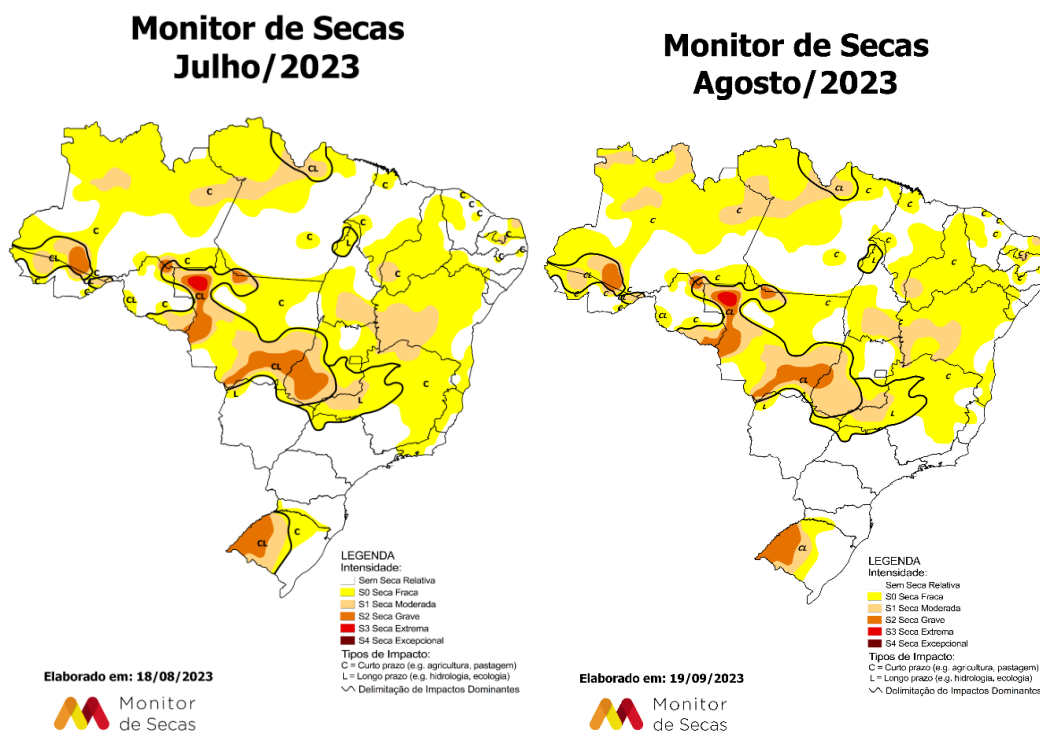 Monitor de Secas
Julho/2023
C
CL
C
C
C
C
C
C
C
C
C
L
CL
C
C
C
C
C
CL
C
CL
C
C
CL
L
L
C
C
CL
LEGENDA
Intensidade:
Sem Seca Relativa
S0 Seca Fraca
S1 Seca Moderada
S2 Seca Grave
S3 Seca Extrema
S4 Seca Excepcional
Tipos de Impacto:
C = Curto prazo (e.g. agricultura, pastagem)
L = Longo prazo (e.g. hidrologia, ecologia)
Delimitação de Impactos Dominantes
Elaborado em: 18/08/2023
Monitor
de Secas
Monitor de Secas
Agosto/2023
CL
C
C
C
C
C
C
C
C
L
CL
C
C
C
C
CL
C
CL
C
C
CL
L
L
C
CL
LEGENDA
Intensidade:
Sem Seca Relativa
S0 Seca Fraca
S1 Seca Moderada
S2 Seca Grave
S3 Seca Extrema
S4 Seca Excepcional
Tipos de Impacto:
C = Curto prazo (e.g. agricultura, pastagem)
L = Longo prazo (e.g. hidrologia, ecologia)
Delimitação do Impactos Dominantes
Elaborado em: 19/09/2023
Monitor
de Secas